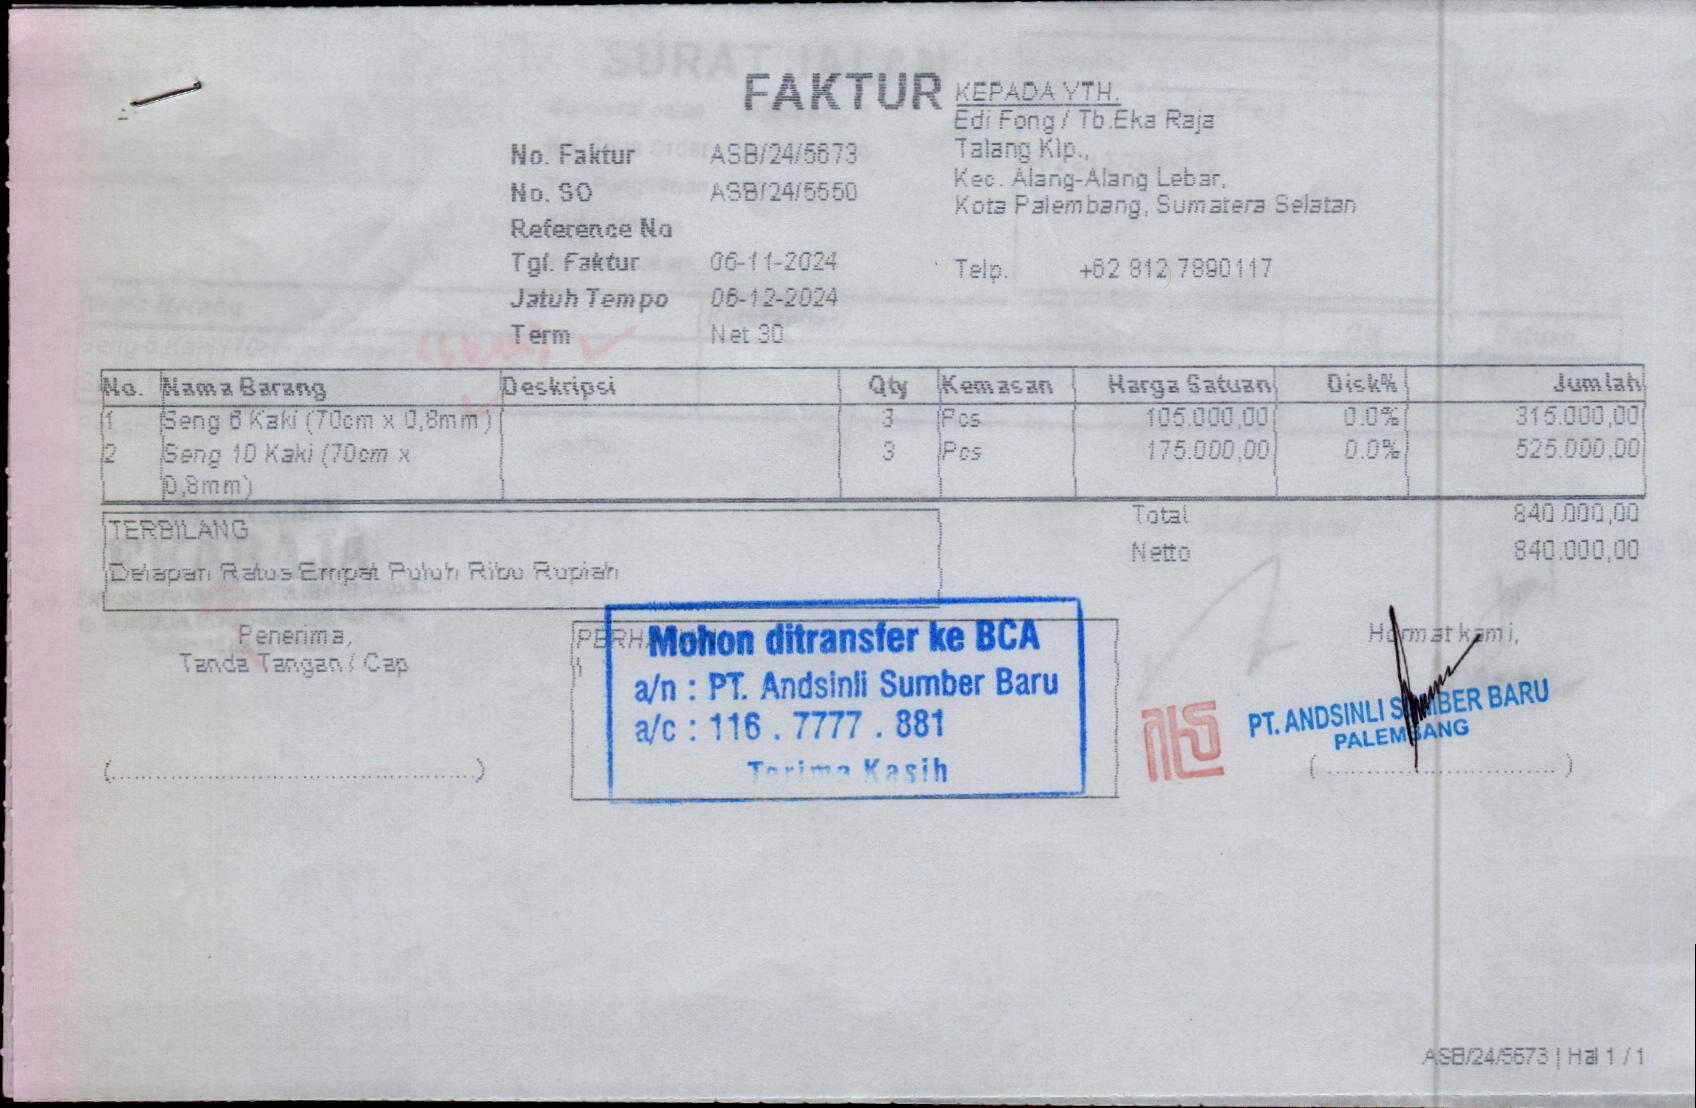 FAKTUR
KEPADA YTH.
Edi Fong / Tb.Eka Raja
Talang Klp.,
Kec. Alang-Alang Lebar,
Kota Palembang, Sumatera Selatan
Telp. +62 812 7890117
No. Faktur ASB/24/5673
No. SO ASB/24/5550
Reference No
Tgl. Faktur 06-11-2024
Jatuh Tempo 06-12-2024
Term Net 30
No. Nama Barang Deskripsi Qty Kemasan Harga Satuan Disk% Jumlah
1 Seng 6 Kaki (70cm x 0,8mm) 3 Pcs 105.000,00 0.0% 315.000,00
2 Seng 10 Kaki (70cm x 3 Pcs 175.000,00 0.0% 525.000,00
0,8mm)
Total 840.000,00
Netto 840.000,00
TERBILANG
Delapan Ratus Empat Puluh Ribu Rupiah
Penerima,
Tanda Tangan / Cap
(................................................)
Mohon ditransfer ke BCA
a/n : PT. Andsinli Sumber Baru
a/c : 116 . 7777 . 881
Terima Kasih
Hormat kami,
PT. ANDSINLI SUMBER BARU
PALEMBANG
(................................)
ASB/24/5673 | Hal 1 / 1
SURAT JALAN